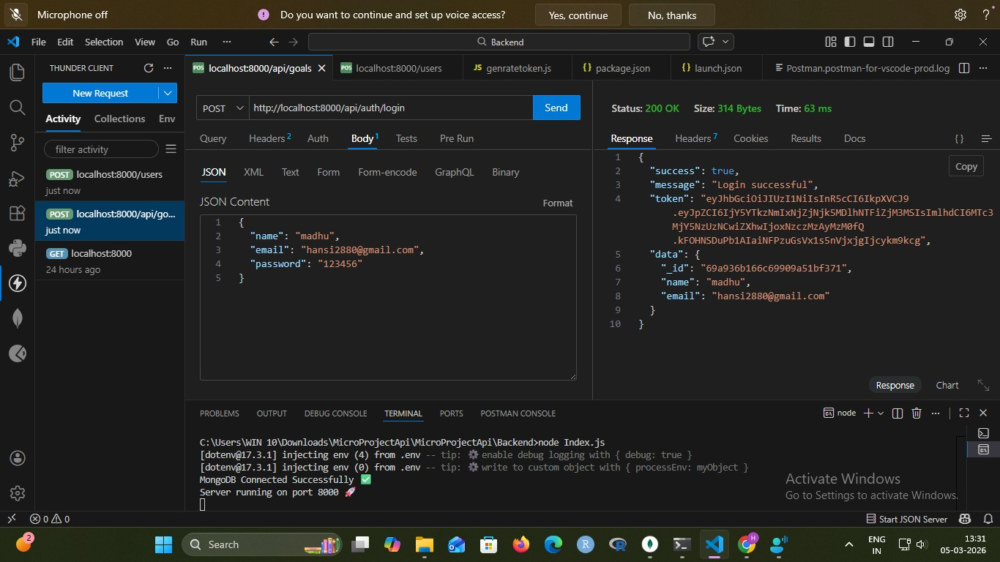 Microphone off
Do you want to continue and set up voice access?
Yes, continue
No, thanks
File Edit Selection View Go Run ···
Backend
THUNDER CLIENT
New Request
Activity Collections Env
filter activity
POST localhost:8000/users
just now
POST localhost:8000/api/go...
just now
GET localhost:8000
24 hours ago
POS localhost:8000/api/goals
POS localhost:8000/users
JS genratetoken.js
{} package.json
{} launch.json
Postman.postman-for-vscode-prod.log
POST http://localhost:8000/api/auth/login Send
Query Headers 2 Auth Body 1 Tests Pre Run
JSON XML Text Form Form-encode GraphQL Binary
JSON Content
Format
1 {
2 "name": "madhu",
3 "email": "hansi2880@gmail.com",
4 "password": "123456"
5 }
Status: 200 OK Size: 314 Bytes Time: 63 ms
Response Headers 7 Cookies Results Docs { }
Copy
1 {
2 "success": true,
3 "message": "Login successful",
4 "token": "eyJhbGciOiJIUzI1NiIsInR5cCI6IkpXVCJ9
.eyJpZCI6IjY5YTkzNmIxNjZjNjk5MDlhNTFiZjM3MSIsImlhdCI6MTc3
MjY5NzUzNCwiZXhwIjoxNzczMzAyMzM0fQ
.kFOHNSDuPb1AIaiNFPzuGsVx1s5nVjxjgIjcykm9kcg",
5 "data": {
6 "_id": "69a936b166c69909a51bf371",
7 "name": "madhu",
8 "email": "hansi2880@gmail.com"
9 }
10 }
Response Chart
PROBLEMS OUTPUT DEBUG CONSOLE TERMINAL PORTS POSTMAN CONSOLE
node
C:\Users\WIN 10\Downloads\MicroProjectApi\MicroProjectApi\Backend>node Index.js
[dotenv@17.3.1] injecting env (4) from .env -- tip: ⚙️ enable debug logging with { debug: true }
[dotenv@17.3.1] injecting env (0) from .env -- tip: ⚙️ write to custom object with { processEnv: myObject }
MongoDB Connected Successfully ✅
Server running on port 8000 🚀
Activate Windows
Go to Settings to activate Windows.
0 0
Start JSON Server
2
Search
R
R
H
ENG
IN
13:31
05-03-2026